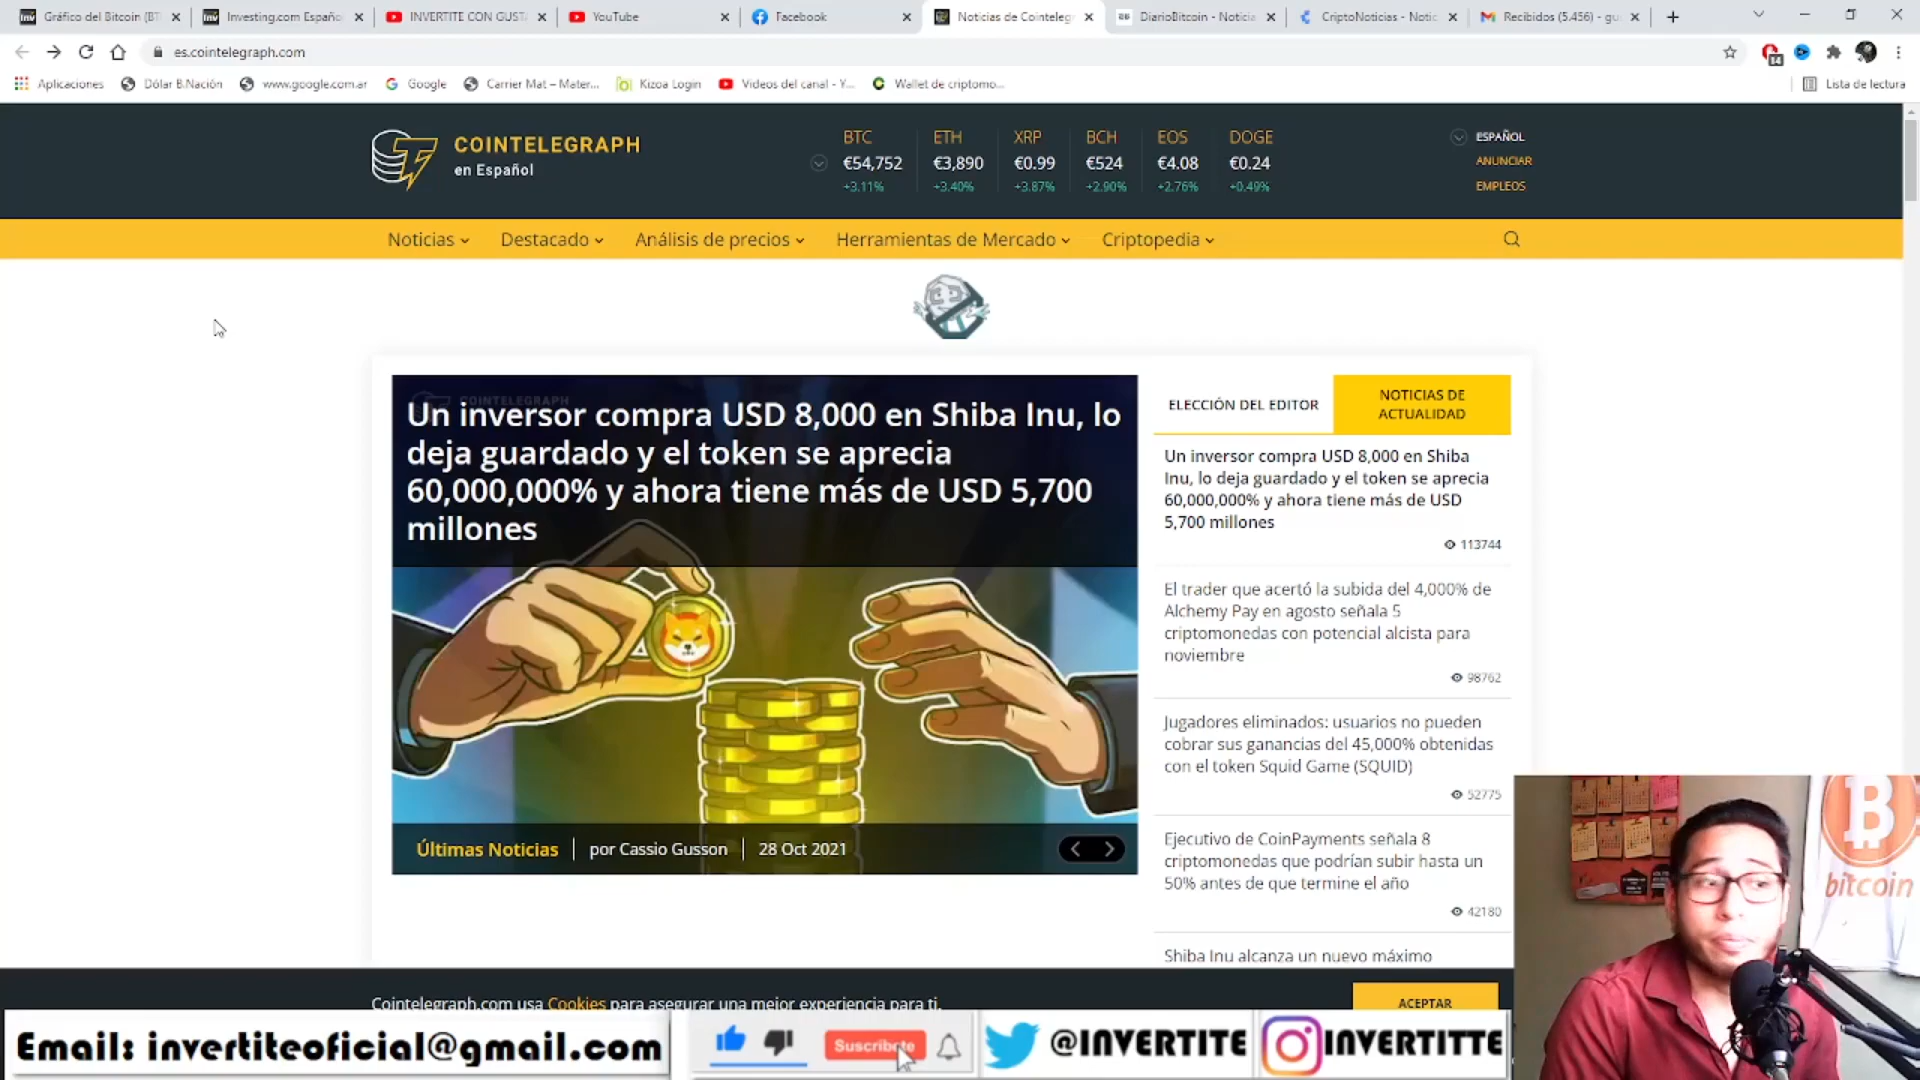 Gráfico del Bitcoin (BT
Investing.com Españo
INVERTITE CON GUST
YouTube
Facebook
Noticias de Cointelegr
DiarioBitcoin - Noticia
CriptoNoticias - Notic
Recibidos (5.456) - gu
es.cointelegraph.com
14
Aplicaciones
Dólar B.Nación
www.google.com.ar
Google
Carrier Mat – Mater...
Kizoa Login
Videos del canal - Y...
Wallet de criptomo...
Lista de lectura
COINTELEGRAPH
en Español
BTC ETH XRP BCH EOS DOGE
€54,752 €3,890 €0.99 €524 €4.08 €0.24
+3.11% +3.40% +3.87% +2.90% +2.76% +0.49%
ESPAÑOL
ANUNCIAR
EMPLEOS
Noticias Destacado Análisis de precios Herramientas de Mercado Criptopedia
COINTELEGRAPH
Un inversor compra USD 8,000 en Shiba Inu, lo
deja guardado y el token se aprecia
60,000,000% y ahora tiene más de USD 5,700
millones
Últimas Noticias
por Cassio Gusson
28 Oct 2021
ELECCIÓN DEL EDITOR
NOTICIAS DE
ACTUALIDAD
Un inversor compra USD 8,000 en Shiba
Inu, lo deja guardado y el token se aprecia
60,000,000% y ahora tiene más de USD
5,700 millones
113744
El trader que acertó la subida del 4,000% de
Alchemy Pay en agosto señala 5
criptomonedas con potencial alcista para
noviembre
98762
Jugadores eliminados: usuarios no pueden
cobrar sus ganancias del 45,000% obtenidas
con el token Squid Game (SQUID)
52775
Ejecutivo de CoinPayments señala 8
criptomonedas que podrían subir hasta un
50% antes de que termine el año
42180
Shiba Inu alcanza un nuevo máximo
bitcoin
Cointelegraph.com usa Cookies para asegurar una mejor experiencia para ti.
ACEPTAR
Email: invertiteoficial@gmail.com
Suscríbete
@INVERTITE
INVERTITTE